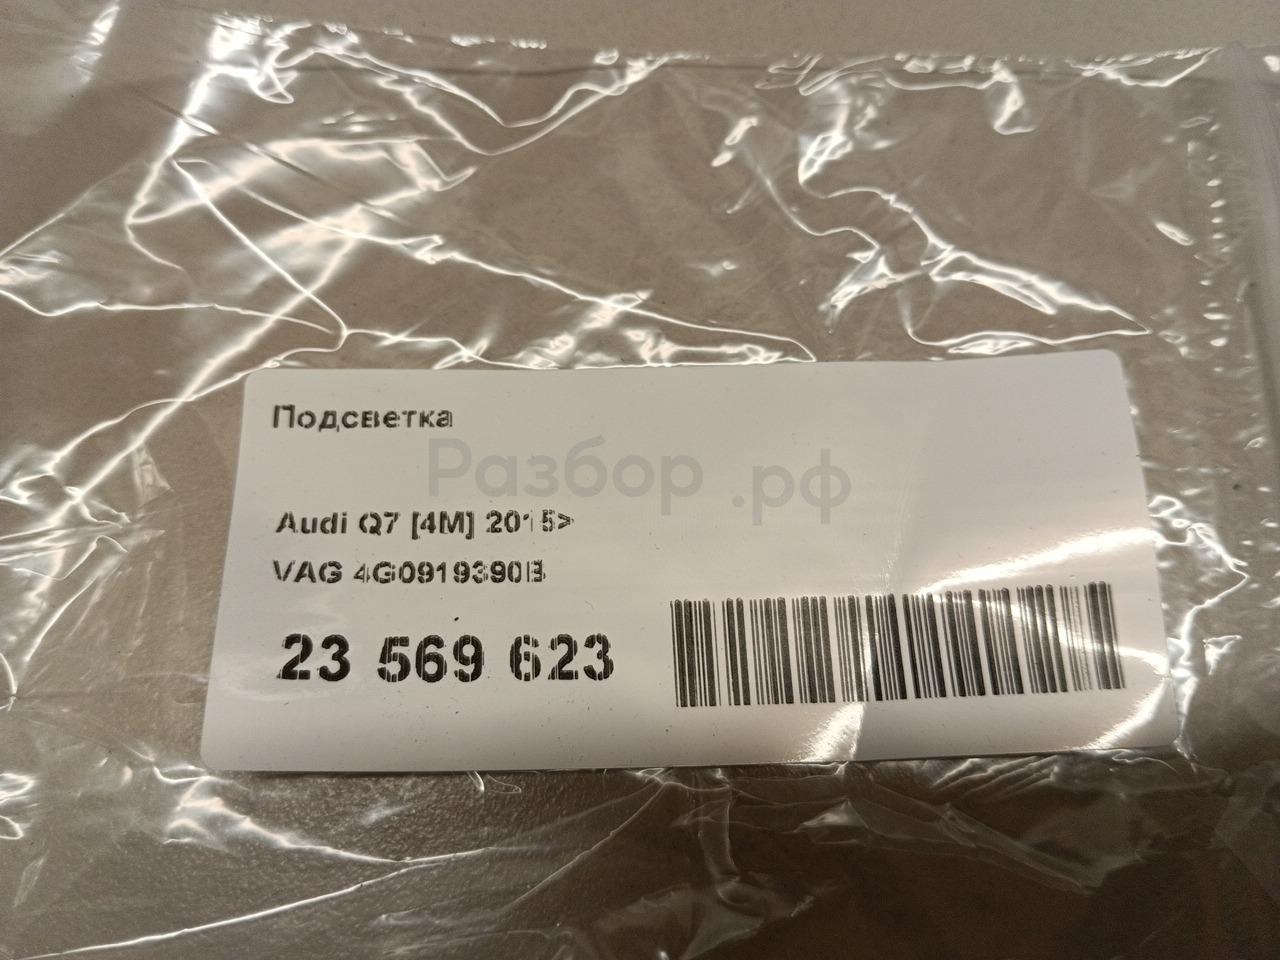 Подсветка
Разбор.рф
Audi Q7 [4M] 2015>
VAG 4G0919390B
23 569 623